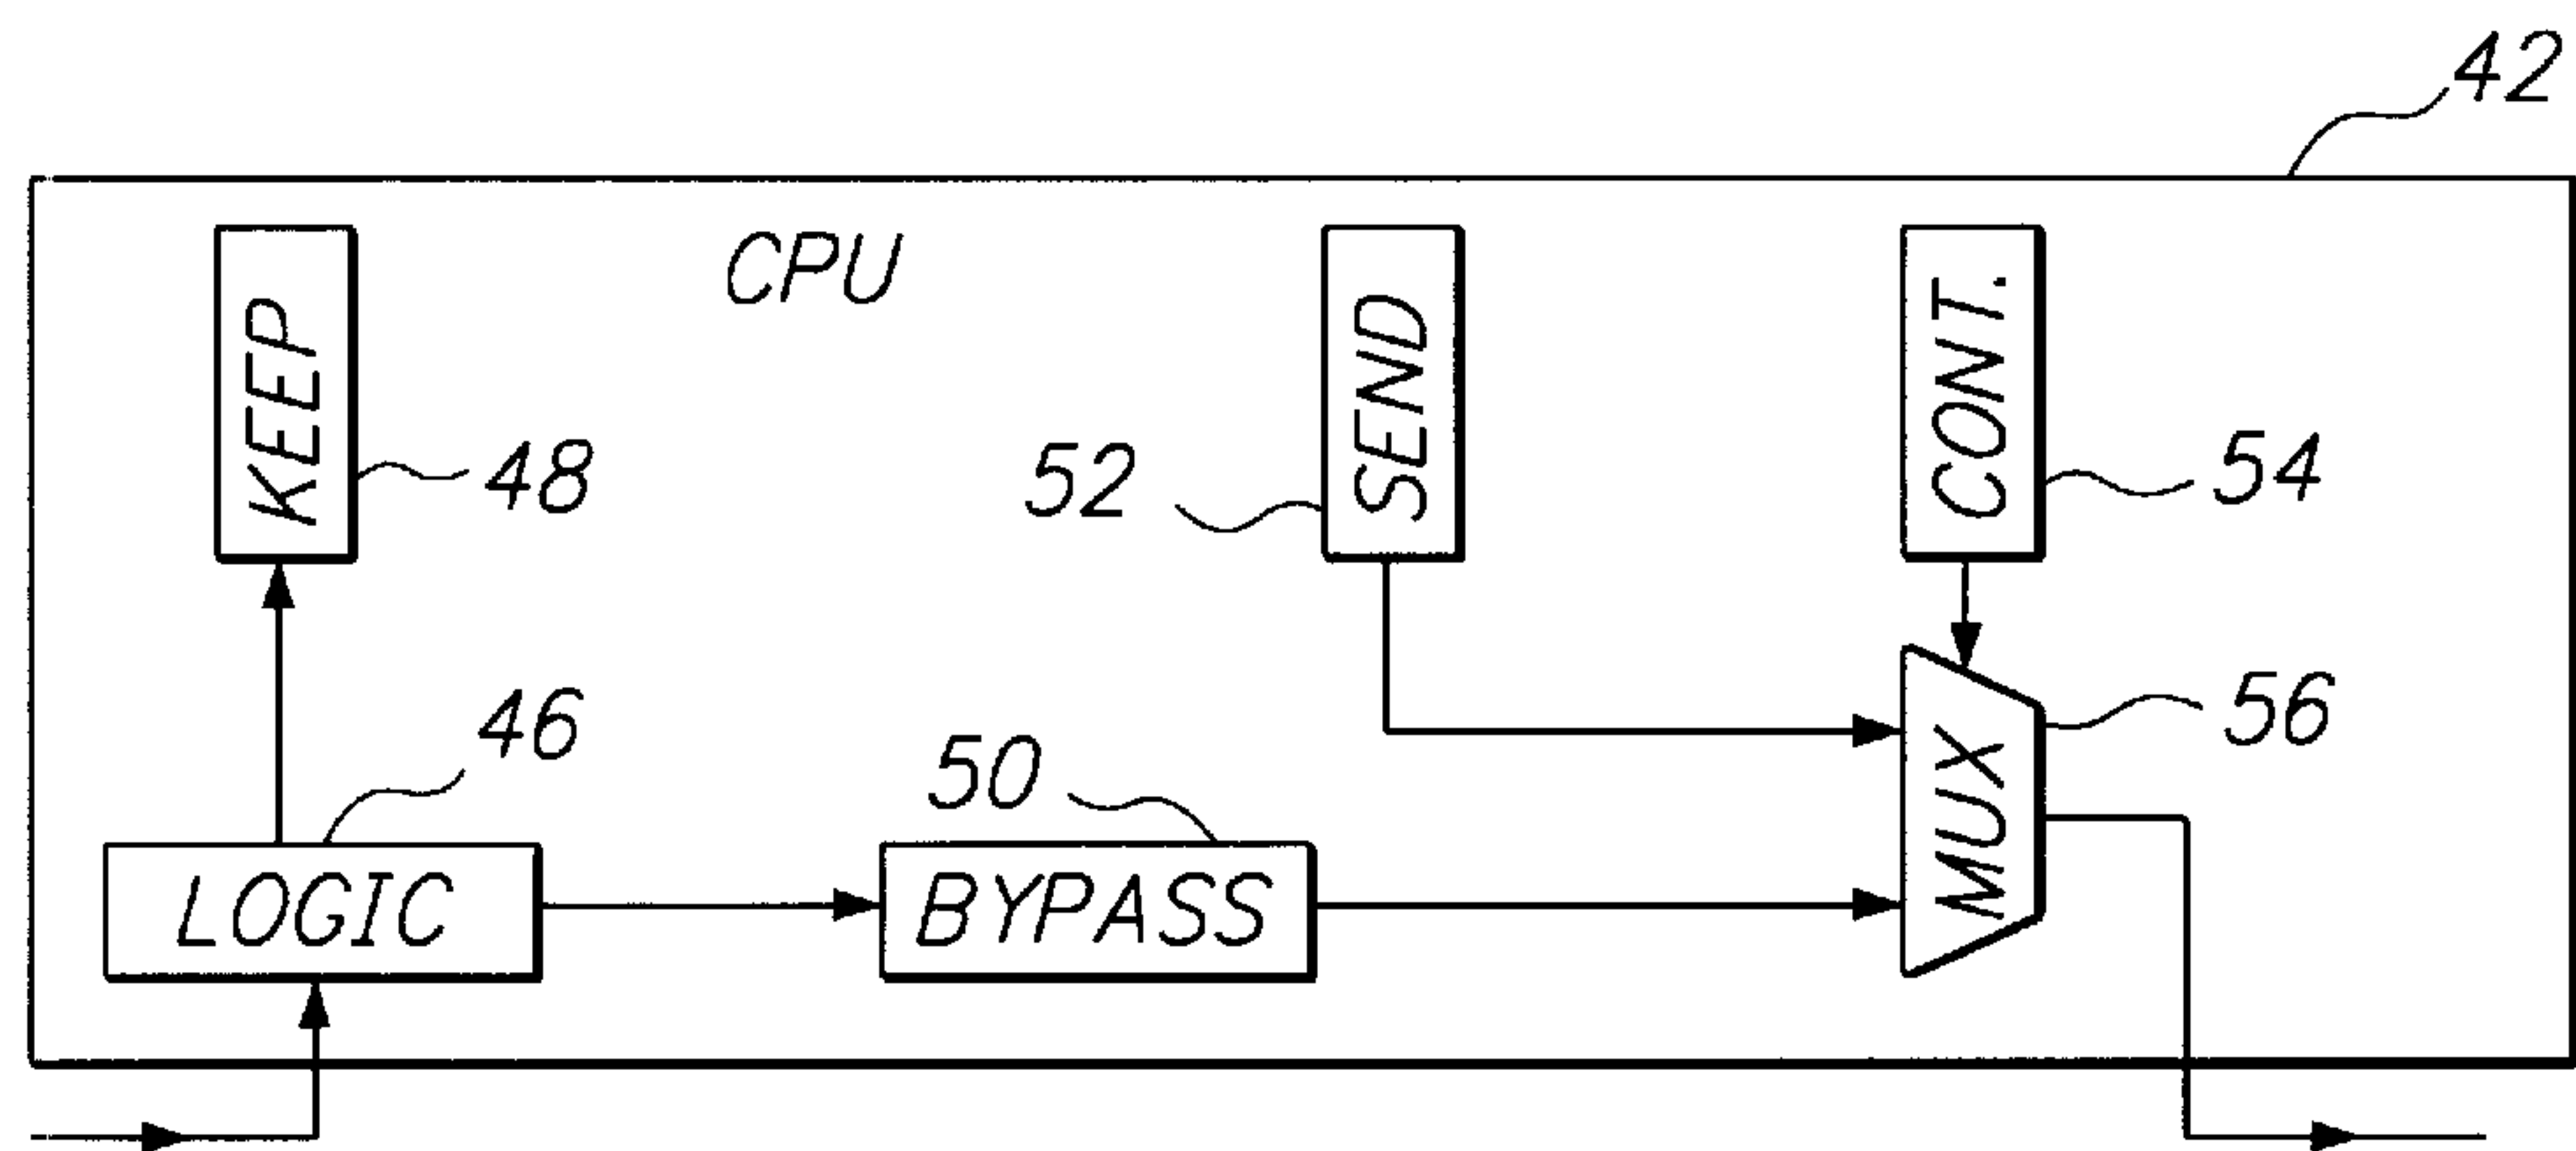 42
CPU
KEEP
48
52
SEND
CONT.
54
46
50
56
LOGIC
BYPASS
MUX